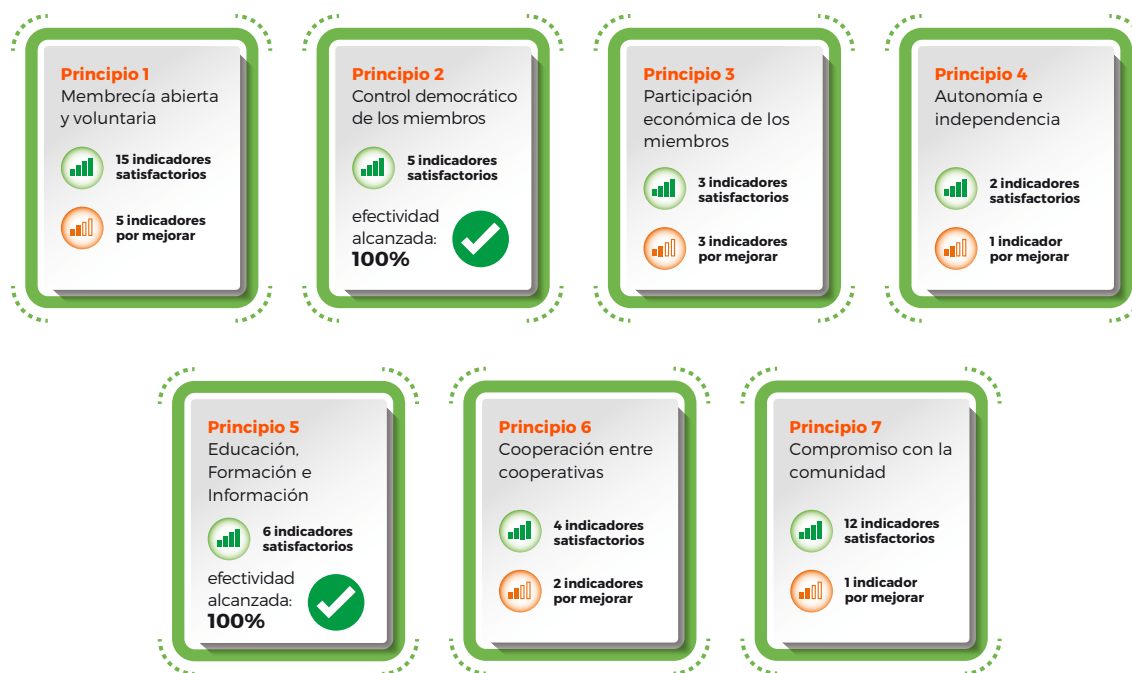 Principio 1
Membrecía abierta
y voluntaria
15 indicadores
satisfactorios
5 indicadores
por mejorar
Principio 2
Control democrático
de los miembros
5 indicadores
satisfactorios
efectividad
alcanzada:
100%
Principio 3
Participación
económica de los
miembros
3 indicadores
satisfactorios
3 indicadores
por mejorar
Principio 4
Autonomía e
independencia
2 indicadores
satisfactorios
1 indicador
por mejorar
Principio 5
Educación,
Formación e
Información
6 indicadores
satisfactorios
efectividad
alcanzada:
100%
Principio 6
Cooperación entre
cooperativas
4 indicadores
satisfactorios
2 indicadores
por mejorar
Principio 7
Compromiso con la
comunidad
12 indicadores
satisfactorios
1 indicador
por mejorar